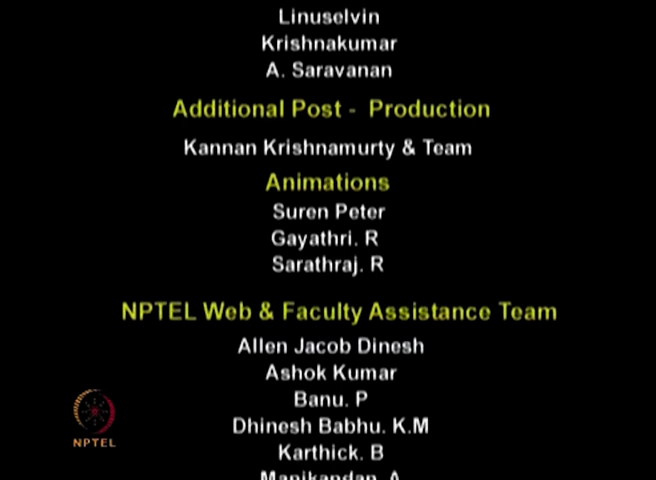 Linuselvin
Krishnakumar
A. Saravanan
Additional Post - Production
Kannan Krishnamurty & Team
Animations
Suren Peter
Gayathri. R
Sarathraj. R
NPTEL Web & Faculty Assistance Team
Allen Jacob Dinesh
Ashok Kumar
Banu. P
Dhinesh Babhu. K.M
Karthick. B
Manikandan. A
NPTEL